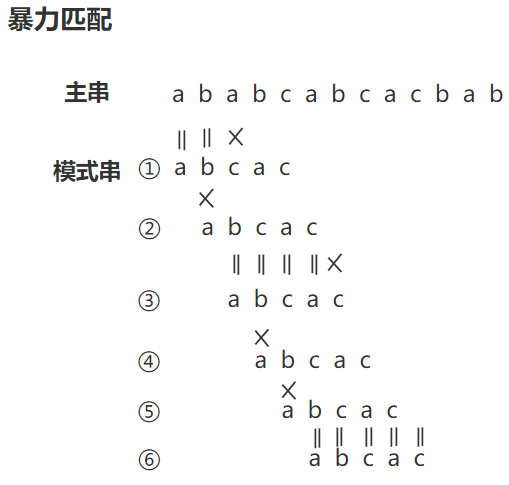 暴力匹配
主串 a b a b c a b c a c b a b
|| || ×
模式串 ① a b c a c
×
② a b c a c
|| || || || ×
③ a b c a c
×
④ a b c a c
×
⑤ a b c a c
|| || || || ||
⑥ a b c a c